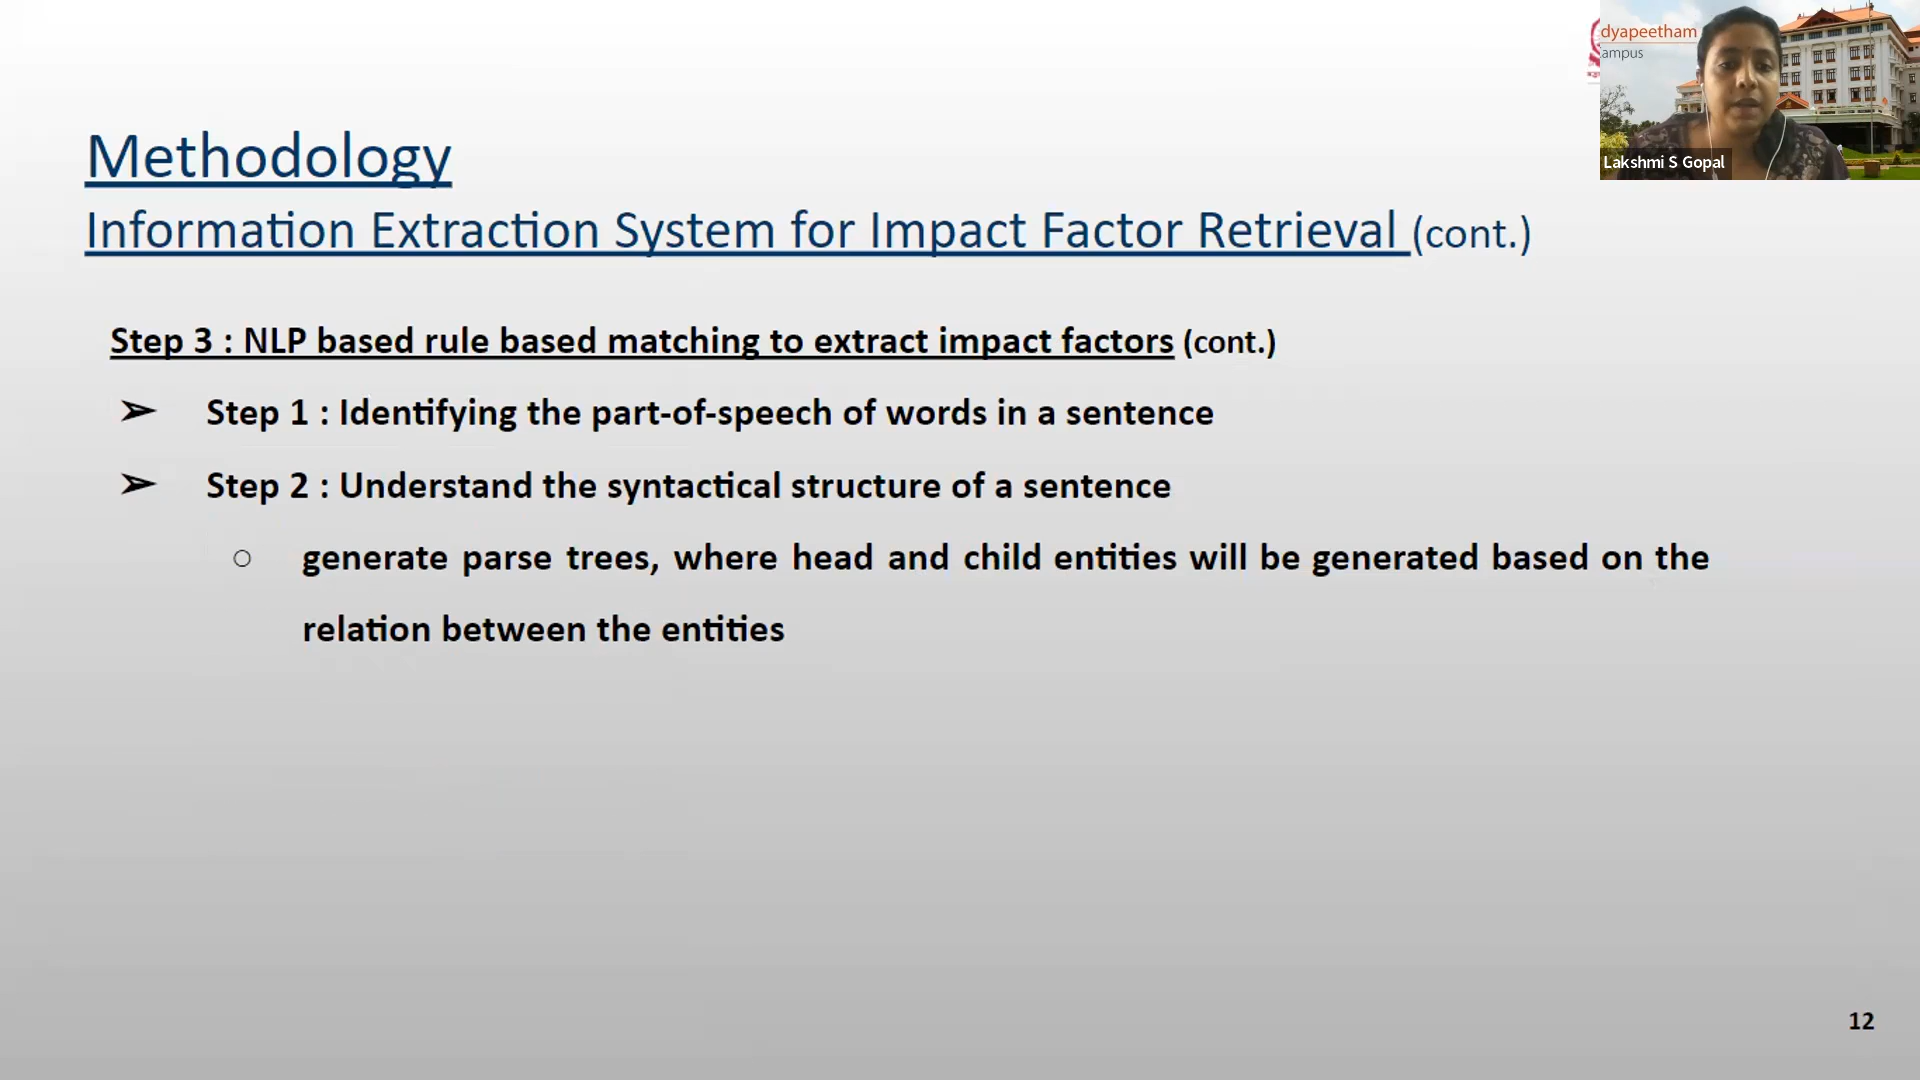 dyapeetham
ampus
Lakshmi S Gopal
Methodology
Information Extraction System for Impact Factor Retrieval (cont.)
Step 3 : NLP based rule based matching to extract impact factors (cont.)
➢ Step 1 : Identifying the part-of-speech of words in a sentence
➢ Step 2 : Understand the syntactical structure of a sentence
○ generate parse trees, where head and child entities will be generated based on the
relation between the entities
12